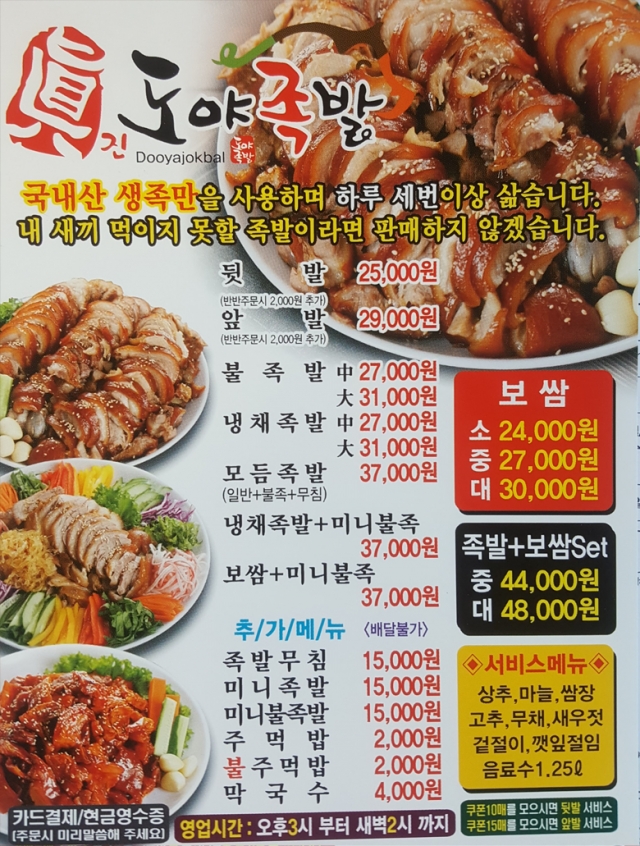 眞
진 도야족발
Dooyajokbal
도야
족발
국내산 생족만을 사용하며 하루 세번이상 삶습니다.
내 새끼 먹이지 못할 족발이라면 판매하지 않겠습니다.
뒷 발 25,000원
(반반주문시 2,000원 추가)
앞 발 29,000원
(반반주문시 2,000원 추가)
불 족 발 中 27,000원
大 31,000원
냉채족발 中 27,000원
大 31,000원
모듬족발 37,000원
(일반+불족+무침)
냉채족발+미니불족
37,000원
보쌈+미니불족
37,000원
추/가/메/뉴 <배달불가>
족발무침 15,000원
미니족발 15,000원
미니불족발 15,000원
주 먹 밥 2,000원
불주먹밥 2,000원
막 국 수 4,000원
보 쌈
소 24,000원
중 27,000원
대 30,000원
족발+보쌈Set
중 44,000원
대 48,000원
◈서비스메뉴◈
상추,마늘,쌈장
고추,무채,새우젓
겉절이,깻잎절임
음료수1.25ℓ
카드결제/현금영수증
(주문시 미리말씀해 주세요)
영업시간 : 오후3시 부터 새벽2시 까지
쿠폰10매를 모으시면 뒷발 서비스
쿠폰15매를 모으시면 앞발 서비스